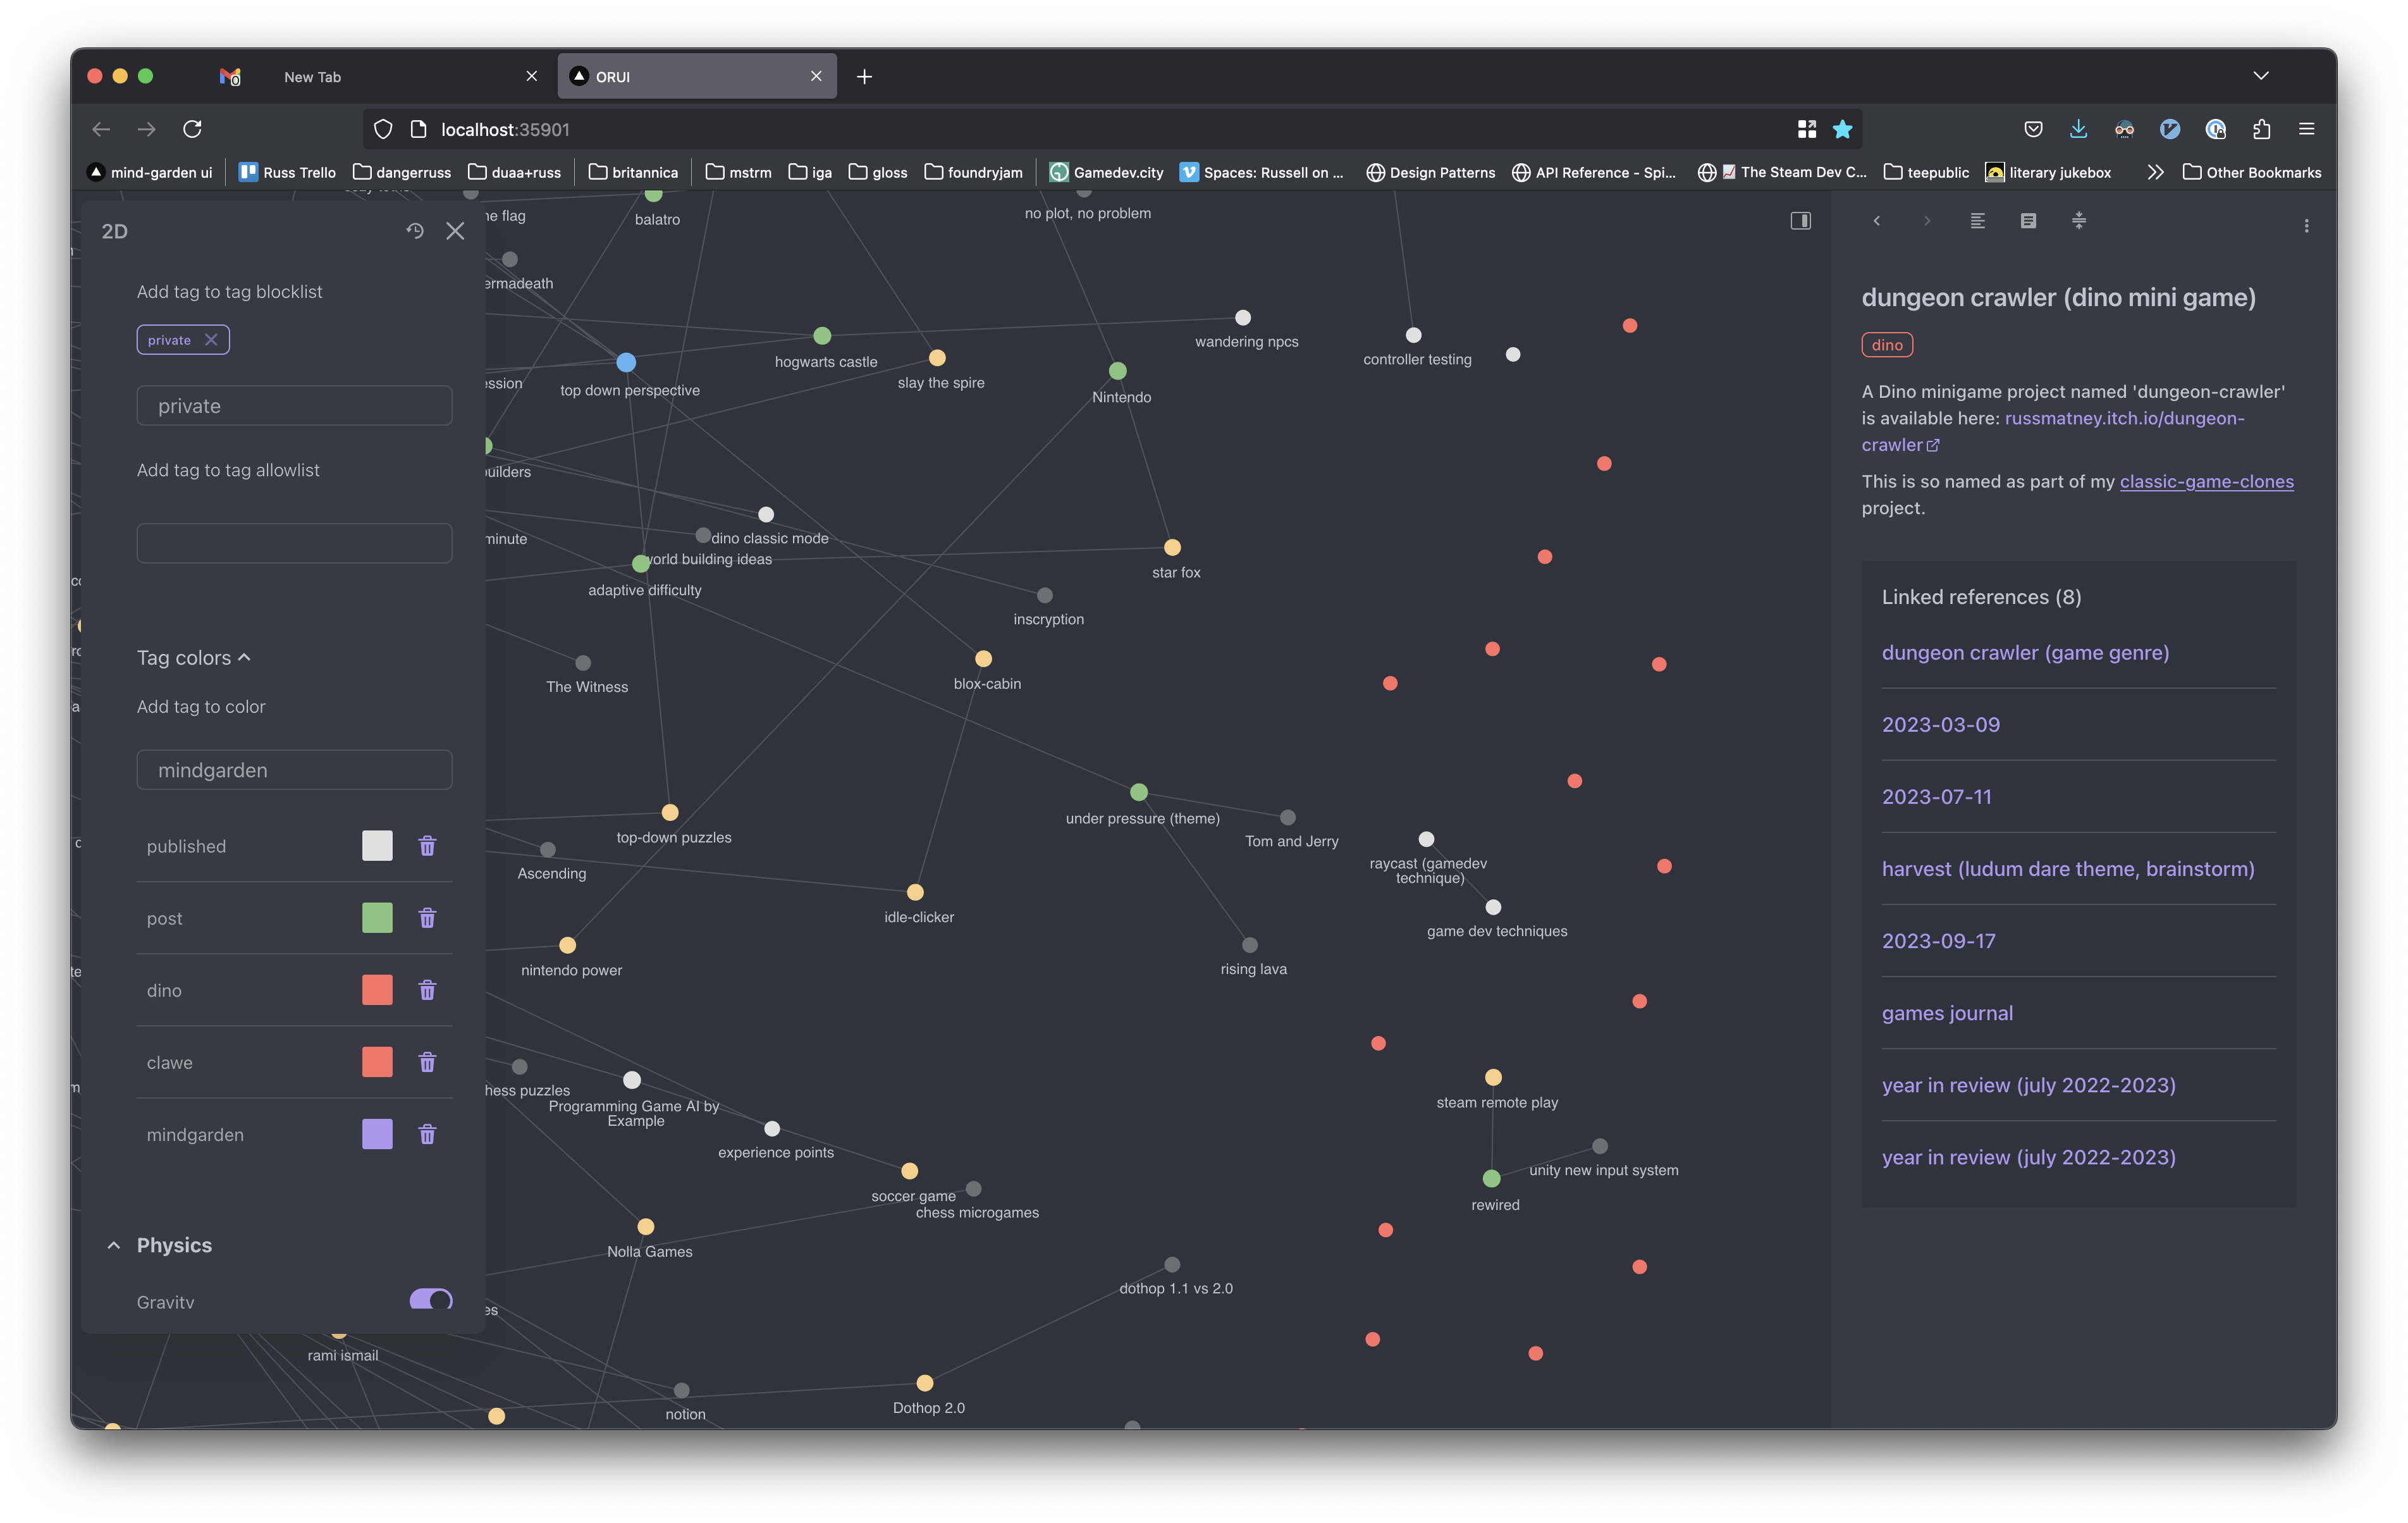 New Tab
ORUI
localhost:35901
mind-garden ui
Russ Trello
dangerruss
duaa+russ
britannica
mstrm
iga
gloss
foundryjam
Gamedev.city
Spaces: Russell on ...
Design Patterns
API Reference - Spi...
The Steam Dev C...
teepublic
literary jukebox
Other Bookmarks
2D
Add tag to tag blocklist
private
private
Add tag to tag allowlist
Tag colors
Add tag to color
mindgarden
published
post
dino
clawe
mindgarden
Physics
Gravity
ne flag
balatro
no plot, no problem
ermadeath
wandering npcs
controller testing
hogwarts castle
slay the spire
ession
top down perspective
Nintendo
uilders
minute
dino classic mode
world building ideas
adaptive difficulty
star fox
inscryption
The Witness
blox-cabin
top-down puzzles
under pressure (theme)
Tom and Jerry
raycast (gamedev
technique)
Ascending
idle-clicker
game dev techniques
nintendo power
rising lava
hess puzzles
Programming Game AI by
Example
steam remote play
experience points
unity new input system
soccer game
chess microgames
rewired
Nolla Games
dothop 1.1 vs 2.0
es
rami ismail
notion
Dothop 2.0
dungeon crawler (dino mini game)
dino
A Dino minigame project named 'dungeon-crawler'
is available here: russmatney.itch.io/dungeon-
crawler
This is so named as part of my classic-game-clones
project.
Linked references (8)
dungeon crawler (game genre)
2023-03-09
2023-07-11
harvest (ludum dare theme, brainstorm)
2023-09-17
games journal
year in review (july 2022-2023)
year in review (july 2022-2023)